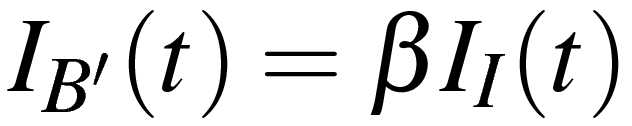 I_{B'}(t) = βI_I(t)